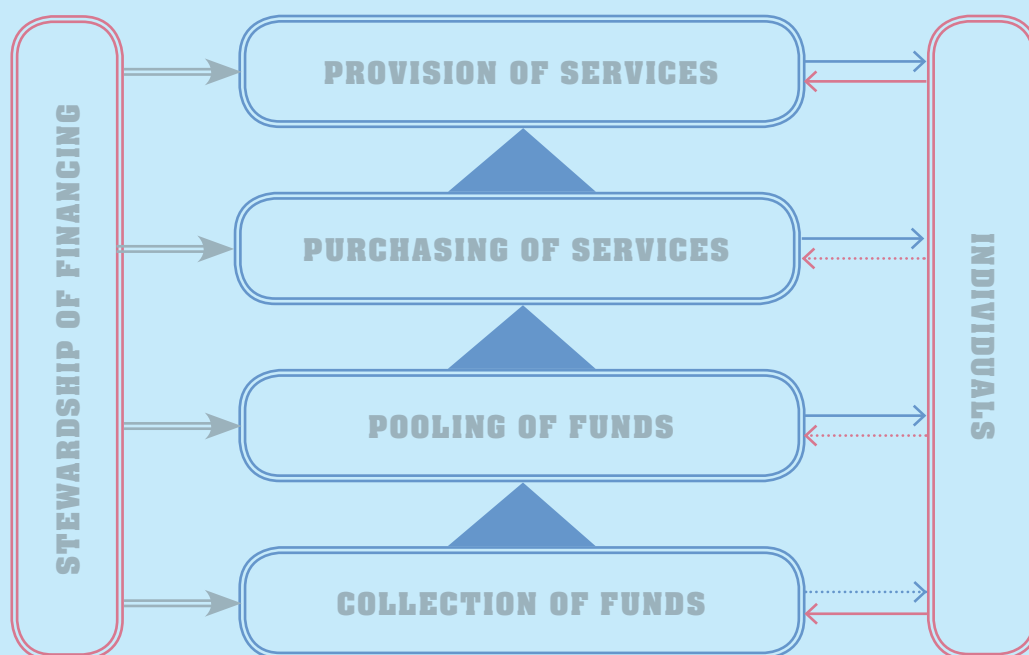 STEWARDSHIP OF FINANCING
PROVISION OF SERVICES
PURCHASING OF SERVICES
POOLING OF FUNDS
COLLECTION OF FUNDS
INDIVIDUALS